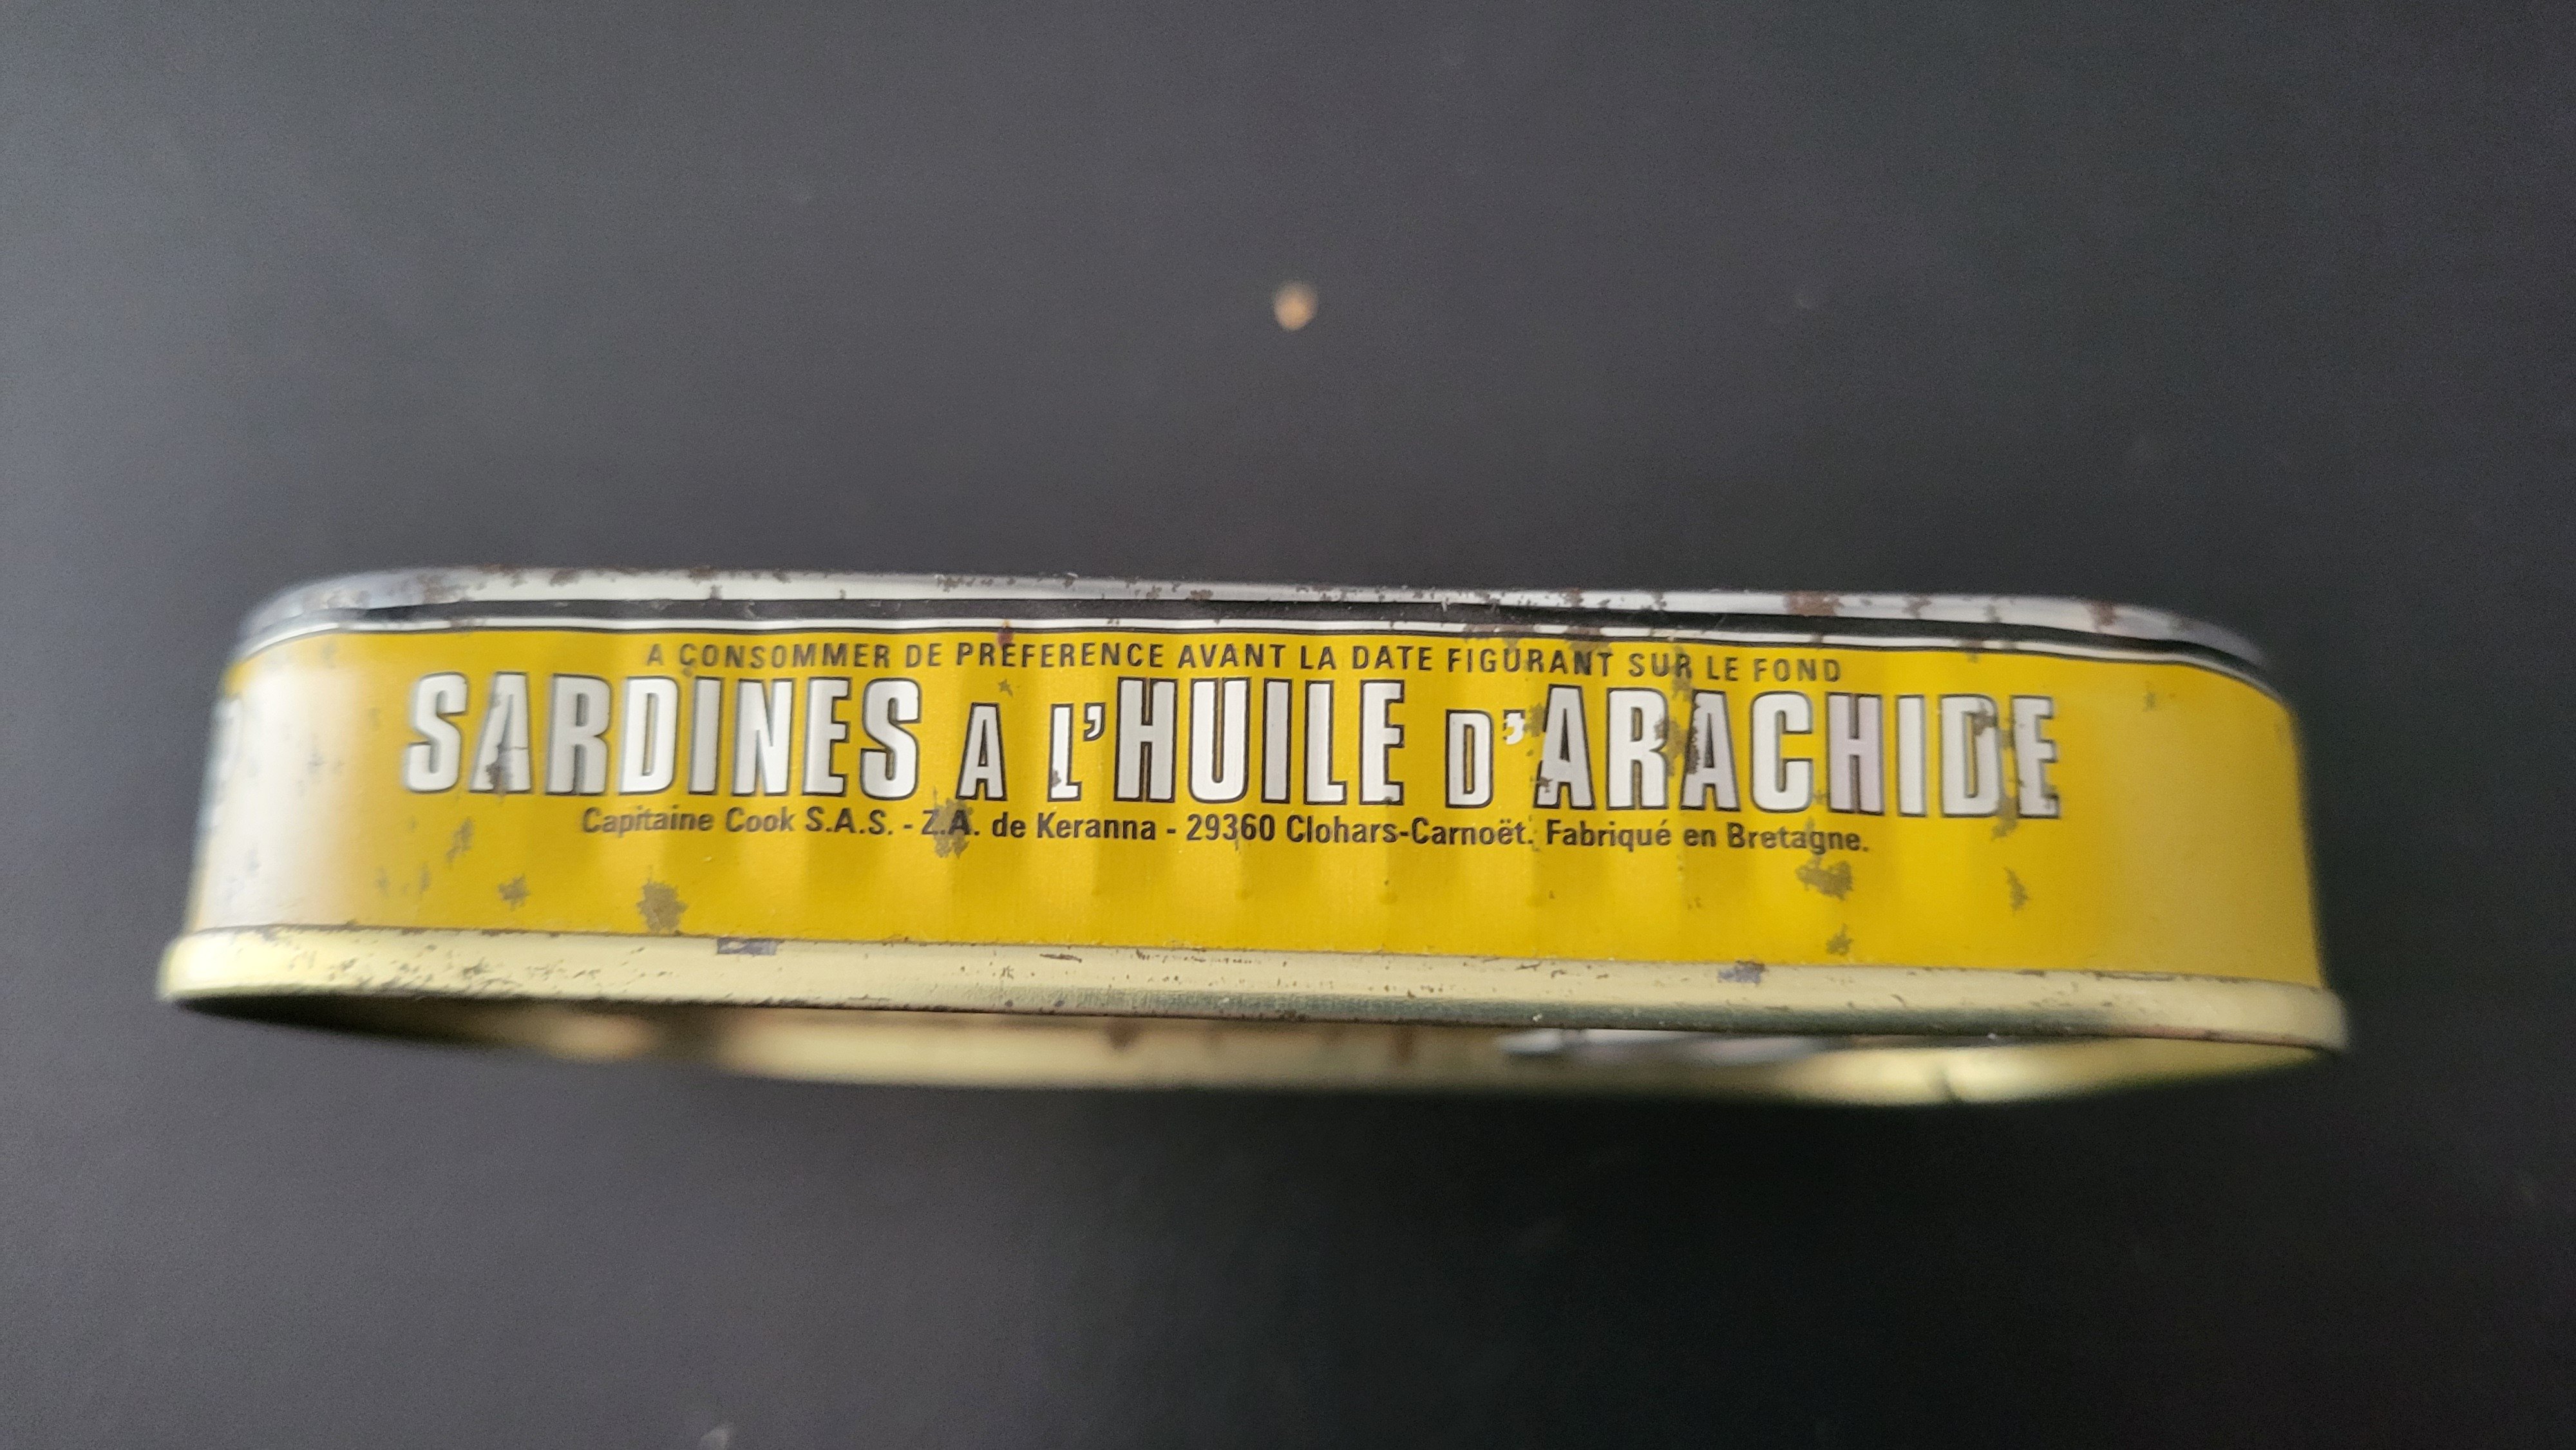 A CONSOMMER DE PREFERENCE AVANT LA DATE FIGURANT SUR LE FOND
SARDINES A L'HUILE D'ARACHIDE
Capitaine Cook S.A.S. - Z.A. de Keranna - 29360 Clohars-Carnoët. Fabriqué en Bretagne.